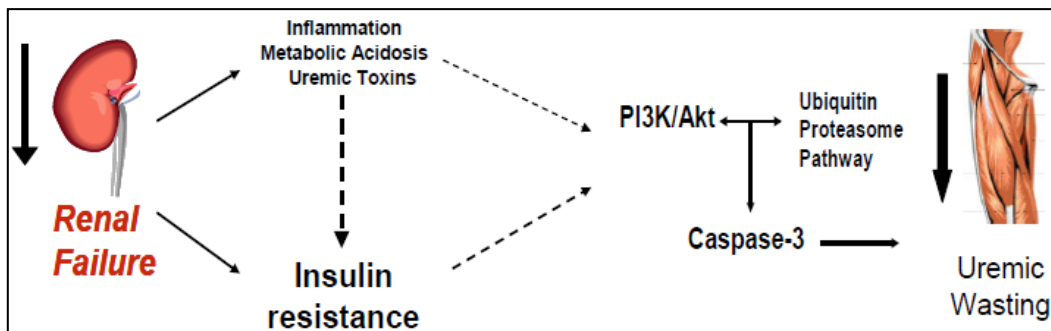 Inflammation
Metabolic Acidosis
Uremic Toxins
Renal
Failure
Insulin
resistance
PI3K/Akt
Ubiquitin
Proteasome
Pathway
Caspase-3
Uremic
Wasting